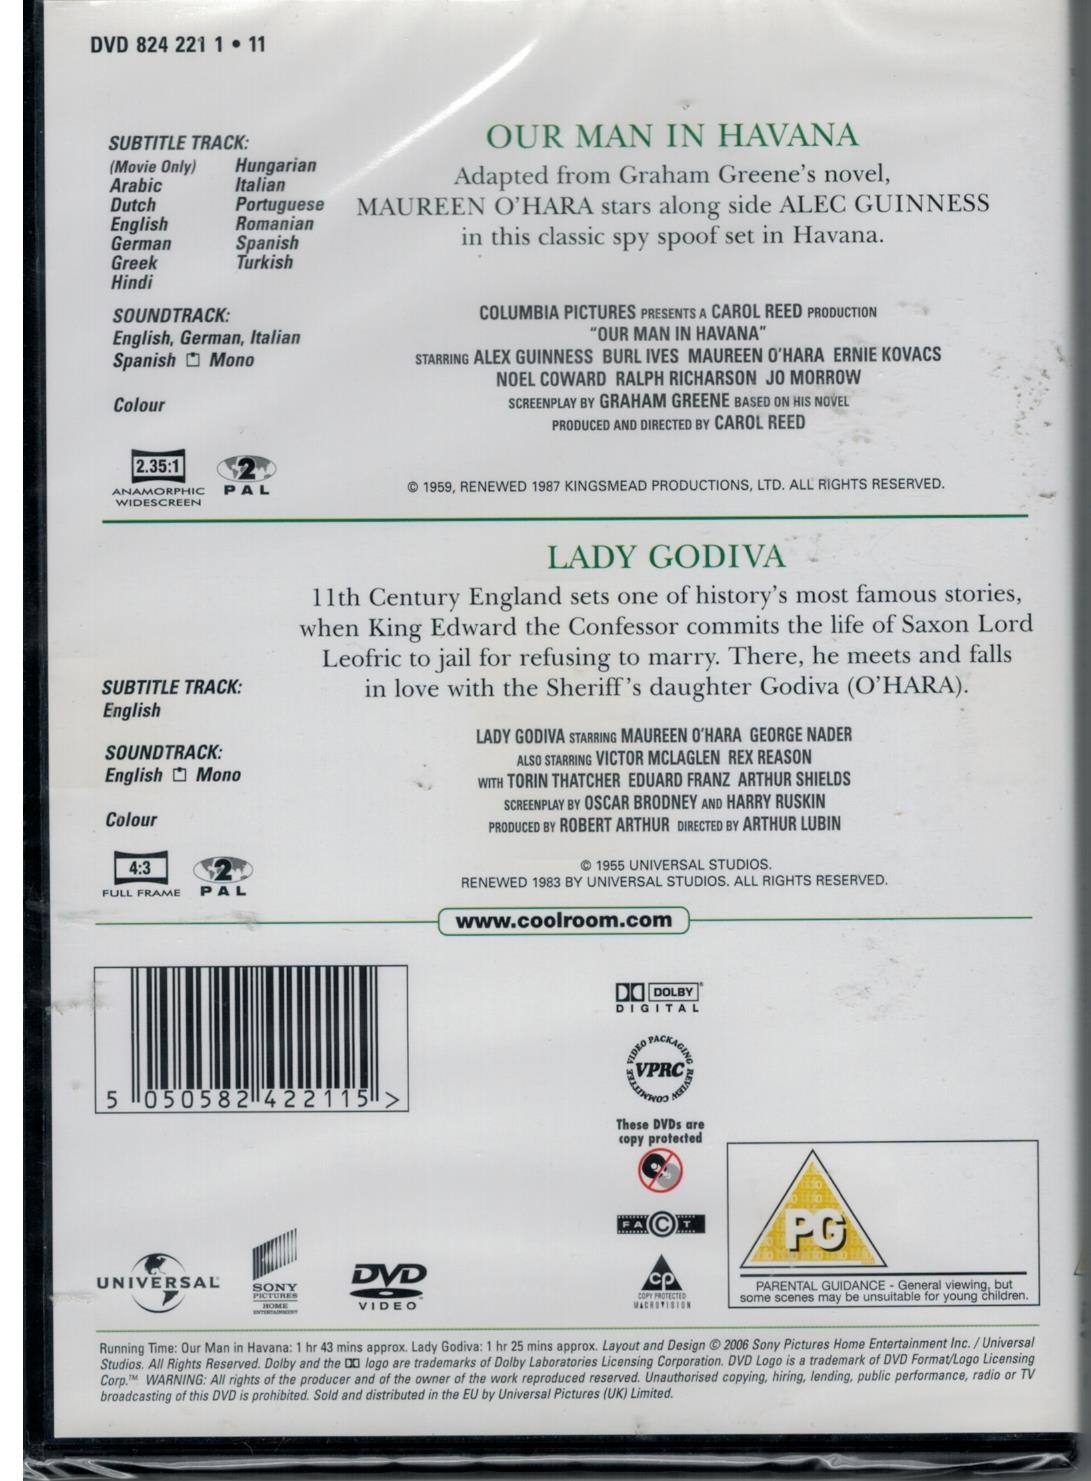 DVD 824 221 1 • 11
SUBTITLE TRACK:
(Movie Only) Hungarian
Arabic Italian
Dutch Portuguese
English Romanian
German Spanish
Greek Turkish
Hindi
SOUNDTRACK:
English, German, Italian
Spanish Mono
Colour
2.35:1
ANAMORPHIC
WIDESCREEN
2
PAL
OUR MAN IN HAVANA
Adapted from Graham Greene's novel,
MAUREEN O'HARA stars along side ALEC GUINNESS
in this classic spy spoof set in Havana.
COLUMBIA PICTURES PRESENTS A CAROL REED PRODUCTION
"OUR MAN IN HAVANA"
STARRING ALEX GUINNESS BURL IVES MAUREEN O'HARA ERNIE KOVACS
NOEL COWARD RALPH RICHARSON JO MORROW
SCREENPLAY BY GRAHAM GREENE BASED ON HIS NOVEL
PRODUCED AND DIRECTED BY CAROL REED
© 1959, RENEWED 1987 KINGSMEAD PRODUCTIONS, LTD. ALL RIGHTS RESERVED.
LADY GODIVA
11th Century England sets one of history's most famous stories,
when King Edward the Confessor commits the life of Saxon Lord
Leofric to jail for refusing to marry. There, he meets and falls
in love with the Sheriff's daughter Godiva (O'HARA).
SUBTITLE TRACK:
English
SOUNDTRACK:
English Mono
Colour
4:3
FULL FRAME
2
PAL
LADY GODIVA STARRING MAUREEN O'HARA GEORGE NADER
ALSO STARRING VICTOR MCLAGLEN REX REASON
WITH TORIN THATCHER EDUARD FRANZ ARTHUR SHIELDS
SCREENPLAY BY OSCAR BRODNEY AND HARRY RUSKIN
PRODUCED BY ROBERT ARTHUR DIRECTED BY ARTHUR LUBIN
© 1955 UNIVERSAL STUDIOS.
RENEWED 1983 BY UNIVERSAL STUDIOS. ALL RIGHTS RESERVED.
www.coolroom.com
5 050582 422115 >
DOLBY
DIGITAL
VIDEO PACKAGING REVIEW COMMITTEE
VPRC
These DVDs are
copy protected
FACT
CP
COPY PROTECTED
MACROVISION
PG
PARENTAL GUIDANCE - General viewing, but
some scenes may be unsuitable for young children.
UNIVERSAL
SONY
PICTURES
HOME
ENTERTAINMENT
DVD
VIDEO
Running Time: Our Man in Havana: 1 hr 43 mins approx. Lady Godiva: 1 hr 25 mins approx. Layout and Design © 2006 Sony Pictures Home Entertainment Inc. / Universal
Studios. All Rights Reserved. Dolby and the logo are trademarks of Dolby Laboratories Licensing Corporation. DVD Logo is a trademark of DVD Format/Logo Licensing
Corp.™ WARNING: All rights of the producer and of the owner of the work reproduced reserved. Unauthorised copying, hiring, lending, public performance, radio or TV
broadcasting of this DVD is prohibited. Sold and distributed in the EU by Universal Pictures (UK) Limited.